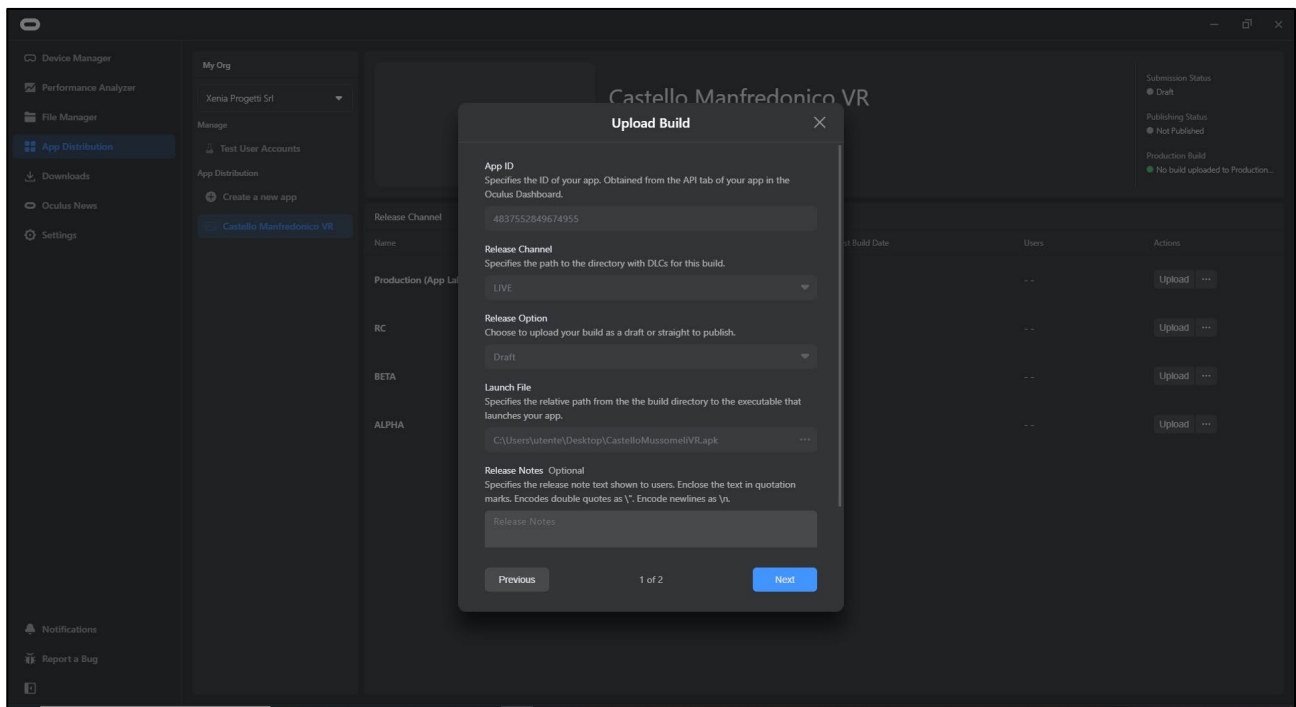 Device Manager
Performance Analyzer
File Manager
App Distribution
Downloads
Oculus News
Settings
Notifications
Report a Bug
My Org
Xenia Progetti Srl
Manage
Test User Accounts
App Distribution
Create a new app
Castello Manfredonico VR
Castello Manfredonico VR
Submission Status
Draft
Publishing Status
Not Published
Production Build
No build uploaded to Production...
Release Channel
Name
st Build Date
Users
Actions
Production (App Lal
- -
Upload
RC
- -
Upload
BETA
- -
Upload
ALPHA
- -
Upload
Upload Build
App ID
Specifies the ID of your app. Obtained from the API tab of your app in the
Oculus Dashboard.
4837552849674955
Release Channel
Specifies the path to the directory with DLCs for this build.
LIVE
Release Option
Choose to upload your build as a draft or straight to publish.
Draft
Launch File
Specifies the relative path from the the build directory to the executable that
launches your app.
C:\Users\utente\Desktop\CastelloMussomeliVR.apk
Release Notes Optional
Specifies the release note text shown to users. Enclose the text in quotation
marks. Encodes double quotes as \". Encode newlines as \n.
Release Notes
Previous
1 of 2
Next